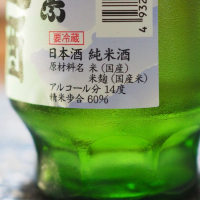 要冷蔵
日本酒 純米酒
原材料名 米(国産)
米麹(国産米)
アルコール分 14度
精米歩合 60%
4932